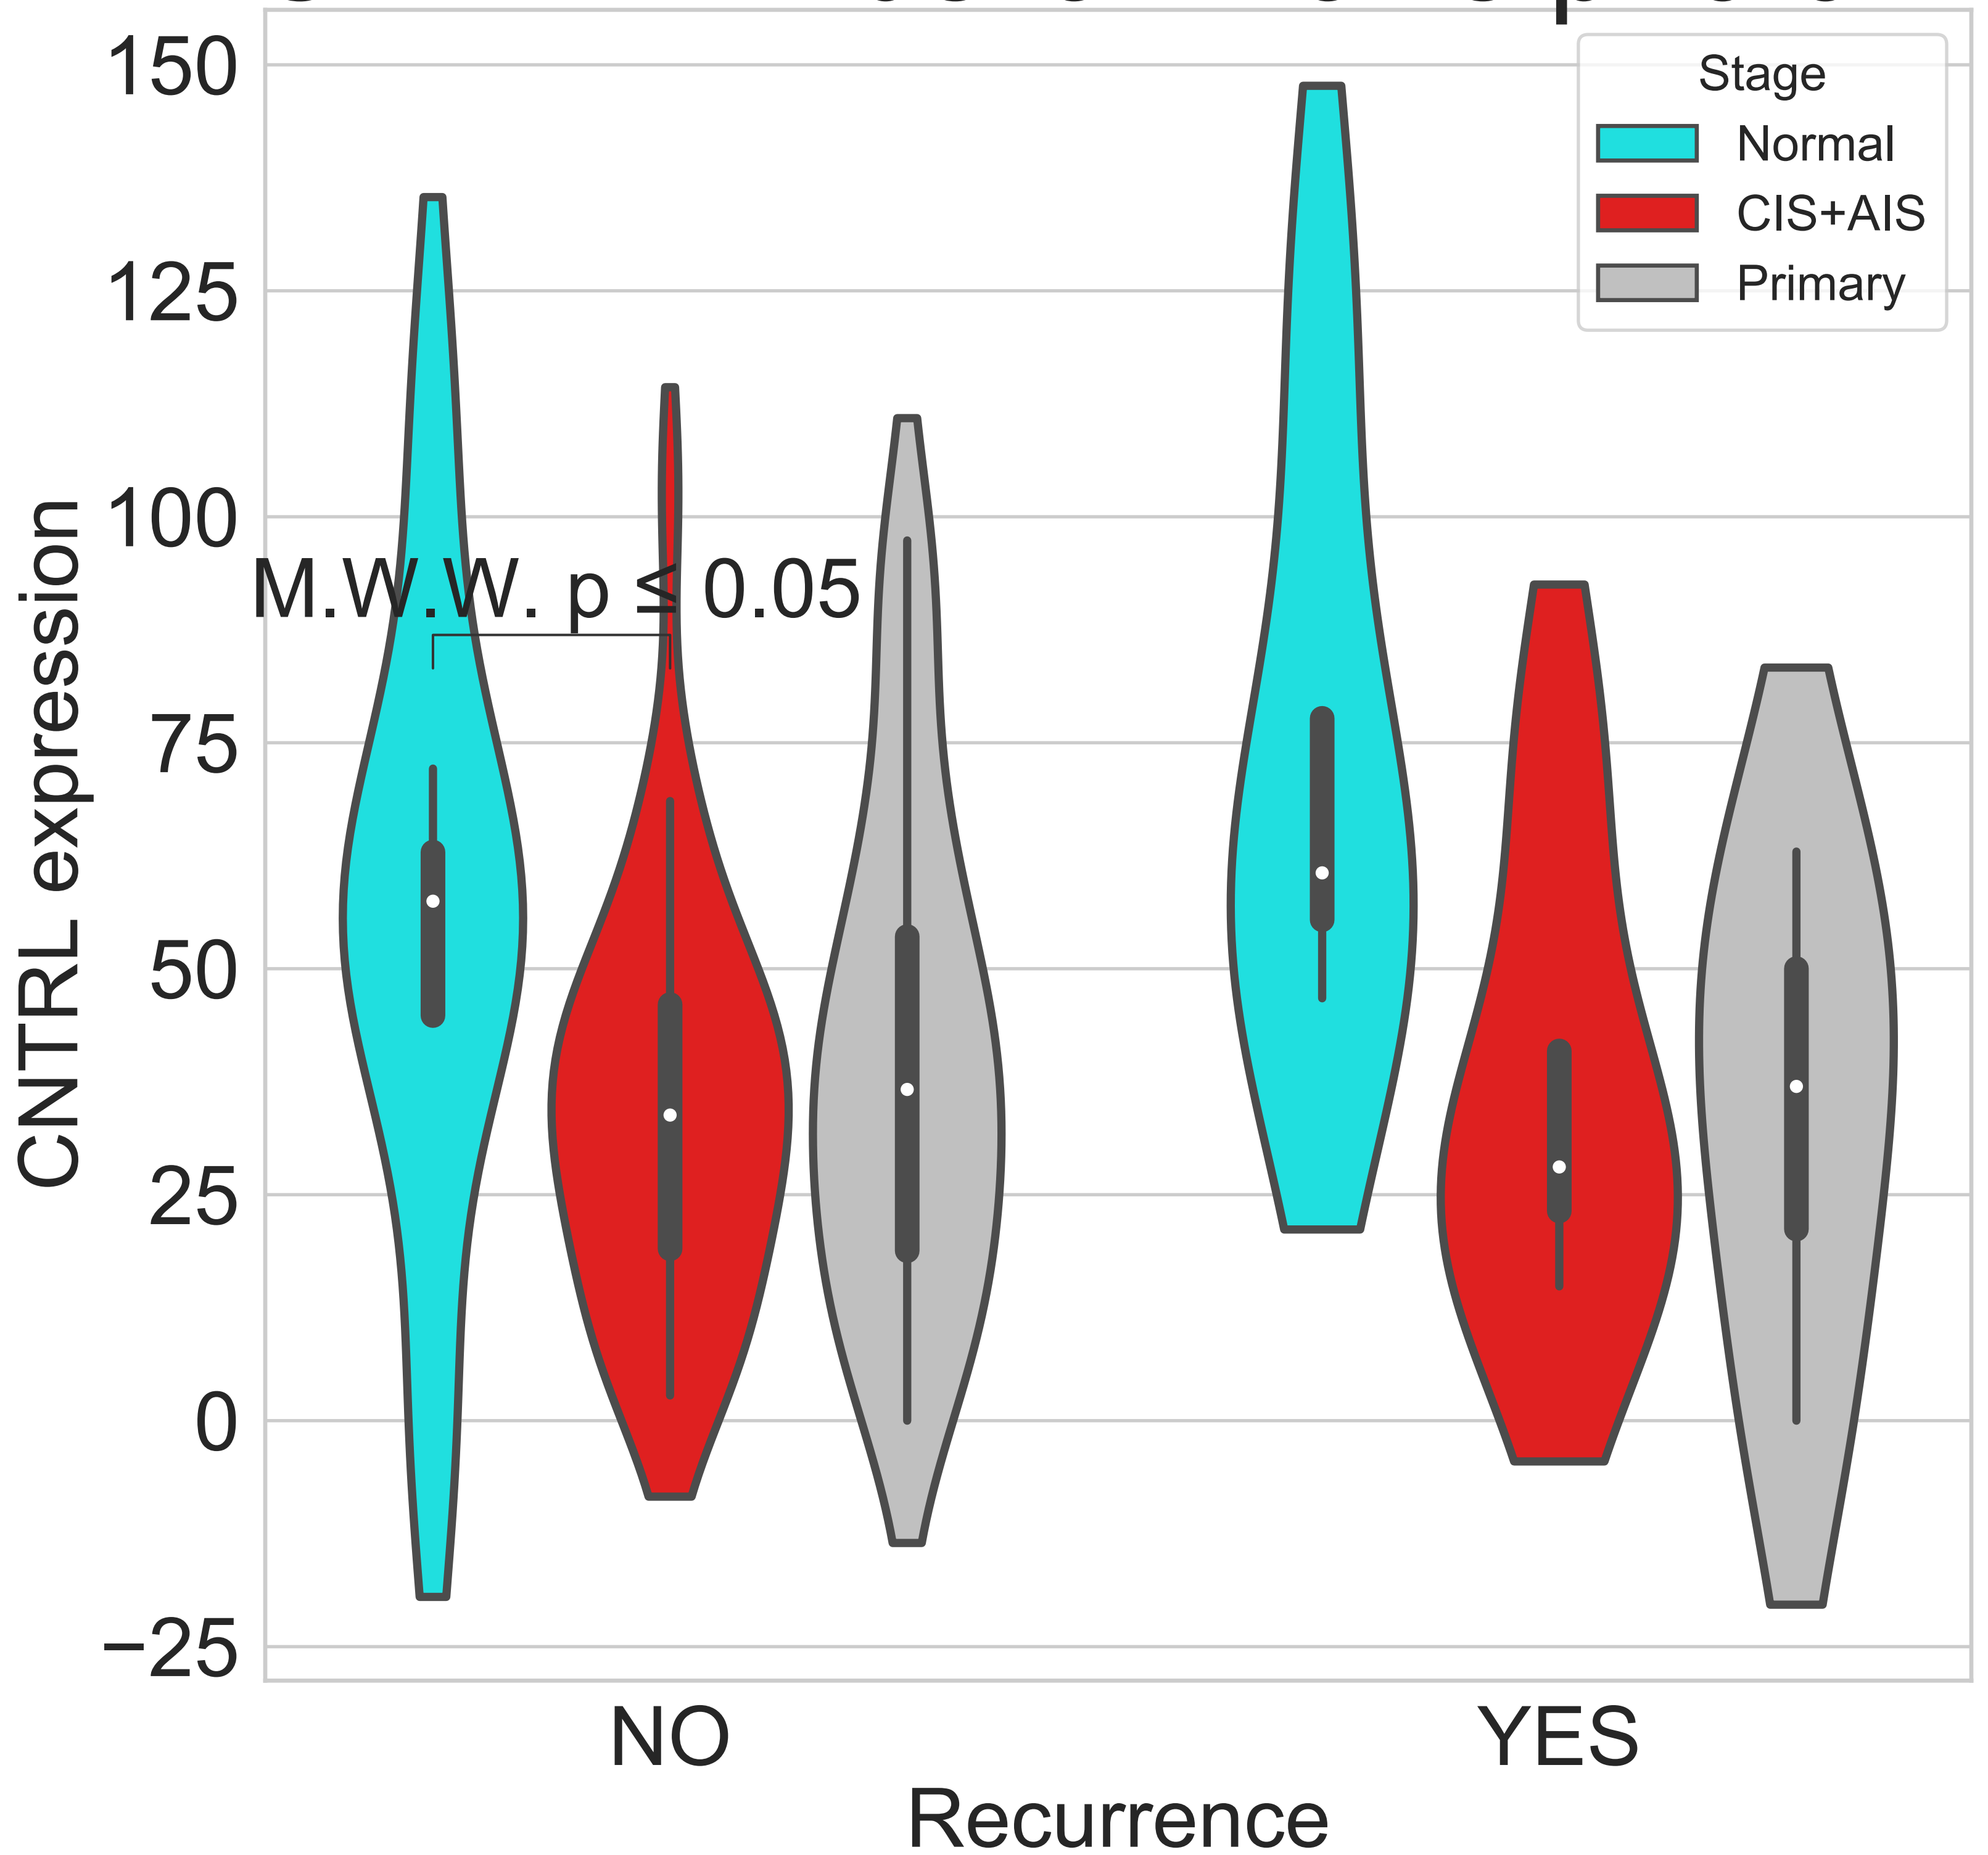 150
125
100
75
50
25
0
−25
CNTRL expression
Stage
Normal
CIS+AIS
Primary
M.W.W. p ≤ 0.05
NO
YES
Recurrence